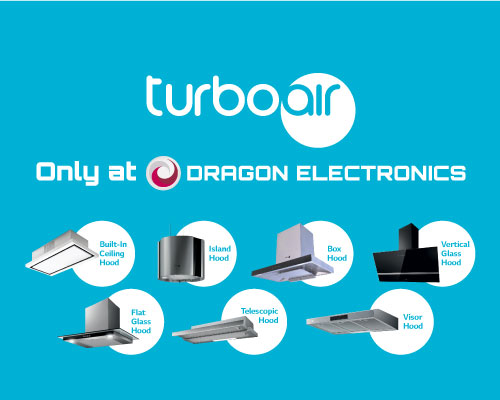 turboair
Only at DRAGON ELECTRONICS
Built-In
Ceiling
Hood
Island
Hood
Box
Hood
Vertical
Glass
Hood
Flat
Glass
Hood
Telescopic
Hood
Visor
Hood